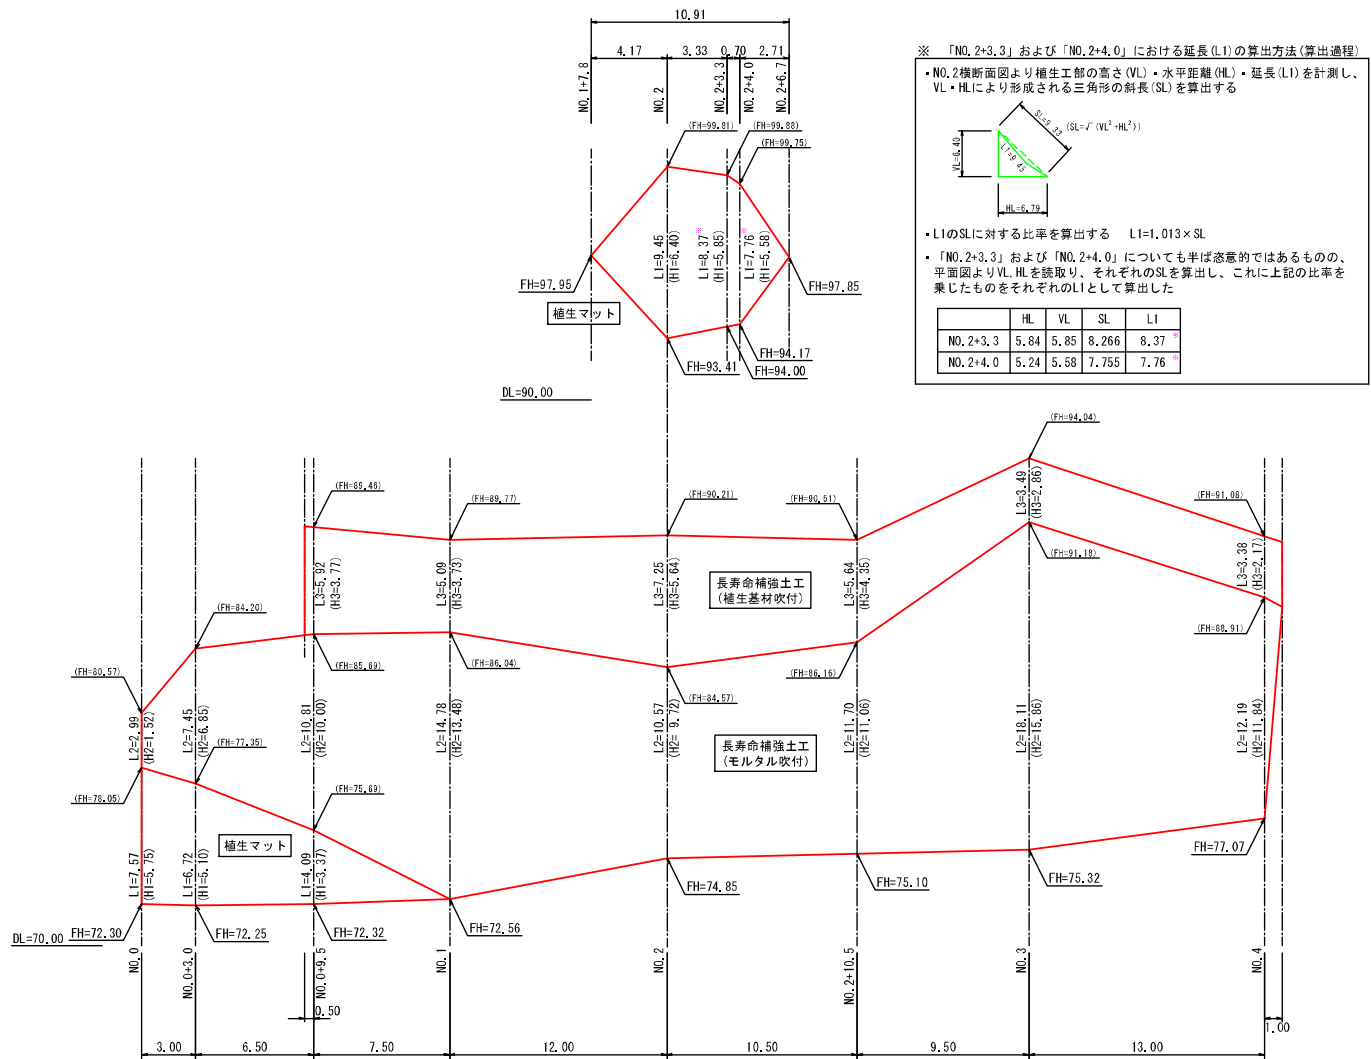 10.91
4.17
3.33
0.70
2.71
NO.1+7.8
NO.2
NO.2+3.3
NO.2+4.0
NO.2+6.7
(FH=99.81)
(FH=99.88)
(FH=99.75)
L1=9.45
(H1=6.40)
※
L1=8.37
(H1=5.85)
※
L1=7.76
(H1=5.58)
FH=97.95
FH=97.85
植生マット
FH=94.17
FH=93.41
FH=94.00
DL=90.00
※ 「NO.2+3.3」および「NO.2+4.0」における延長(L1)の算出方法(算出過程)
・NO.2横断面図より植生工部の高さ(VL)・水平距離(HL)・延長(L1)を計測し、
VL・HLにより形成される三角形の斜長(SL)を算出する
SL=9.33
(SL=√(VL²+HL²))
VL=6.40
L1=9.45
HL=6.79
・L1のSLに対する比率を算出する L1=1.013×SL
・「NO.2+3.3」および「NO.2+4.0」についても半ば恣意的ではあるものの、
平面図よりVL,HLを読取り、それぞれのSLを算出し、これに上記の比率を
乗じたものをそれぞれのL1として算出した
HL VL SL L1
NO.2+3.3 5.84 5.85 8.266 8.37 ※
NO.2+4.0 5.24 5.58 7.755 7.76 ※
(FH=94.04)
(FH=89.46)
(FH=89.77)
(FH=90.21)
(FH=90.51)
(FH=91.08)
L3=5.92
(H3=3.77)
L3=5.09
(H3=3.73)
L3=7.25
(H3=5.64)
長寿命補強土工
(植生基材吹付)
L3=5.64
(H3=4.35)
L3=3.49
(H3=2.86)
L3=3.38
(H3=2.17)
(FH=91.18)
(FH=84.20)
(FH=85.69)
(FH=86.04)
(FH=84.57)
(FH=86.16)
(FH=88.91)
(FH=80.57)
L2=2.99
(H2=1.52)
L2=7.45
(H2=6.85)
L2=10.81
(H2=10.00)
L2=14.78
(H2=13.48)
L2=10.57
(H2= 9.72)
長寿命補強土工
(モルタル吹付)
L2=11.70
(H2=11.06)
L2=18.11
(H2=15.86)
L2=12.19
(H2=11.84)
(FH=77.35)
(FH=78.05)
(FH=75.69)
植生マット
L1=7.57
(H1=5.75)
L1=6.72
(H1=5.10)
L1=4.09
(H1=3.37)
FH=74.85
FH=75.10
FH=75.32
FH=77.07
DL=70.00
FH=72.30
FH=72.25
FH=72.32
FH=72.56
NO.0
NO.0+3.0
NO.0+9.5
NO.1
NO.2
NO.2+10.5
NO.3
NO.4
0.50
1.00
3.00
6.50
7.50
12.00
10.50
9.50
13.00